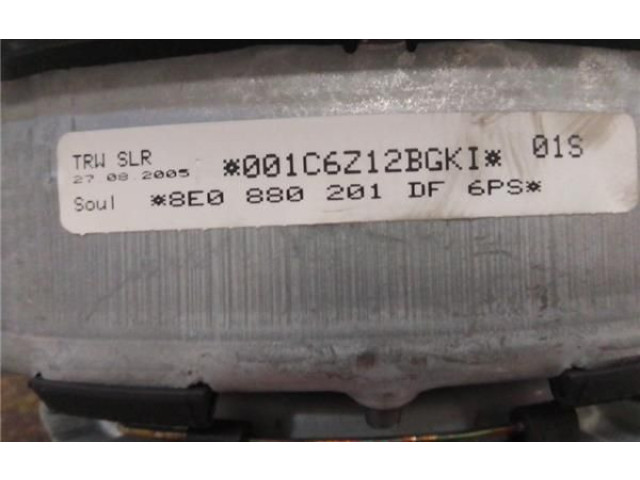 TRW SLR *001C6Z12BGKI* 01S
27.08.2005
Soul *8E0 880 201 DF 6PS*